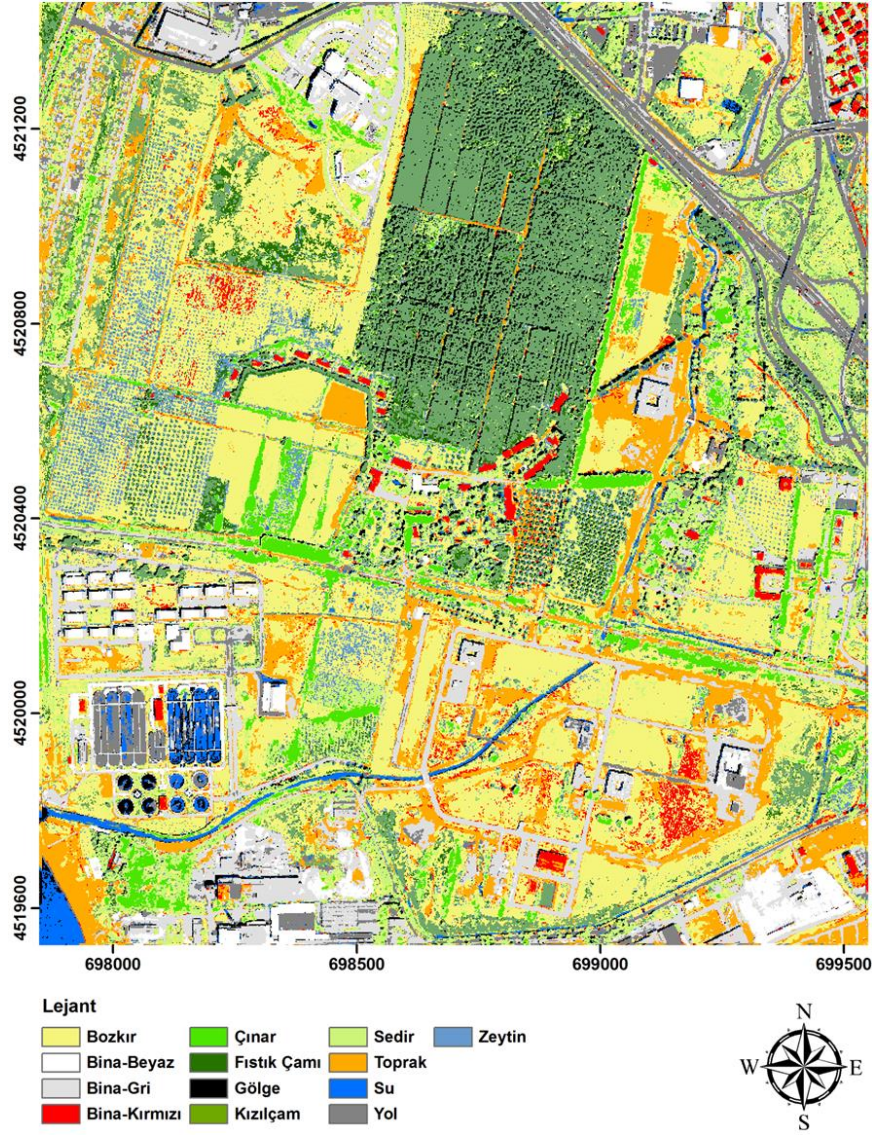 4521200
4520800
4520400
4520000
4519600
698000 698500 699000 699500
Lejant
Bozkır Çınar Sedir Zeytin
Bina-Beyaz Fıstık Çamı Toprak
Bina-Gri Gölge Su
Bina-Kırmızı Kızılçam Yol
N
W E
S